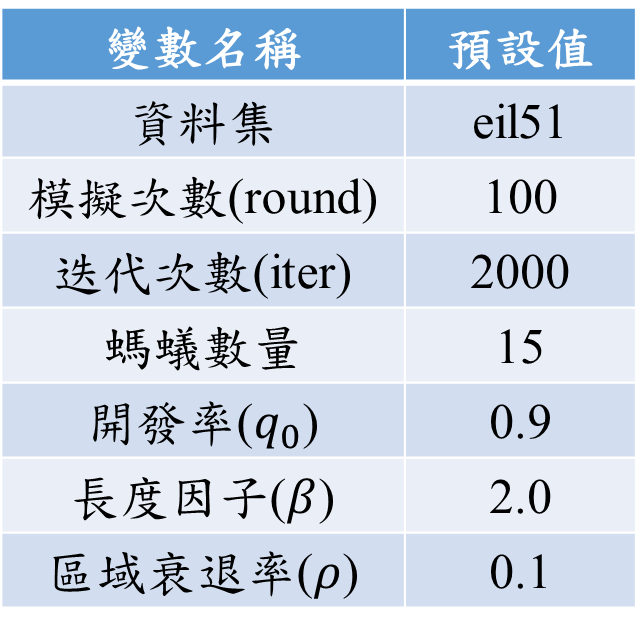 變數名稱 預設值
資料集 eil51
模擬次數(round) 100
迭代次數(iter) 2000
螞蟻數量 15
開發率(q₀) 0.9
長度因子(β) 2.0
區域衰退率(ρ) 0.1